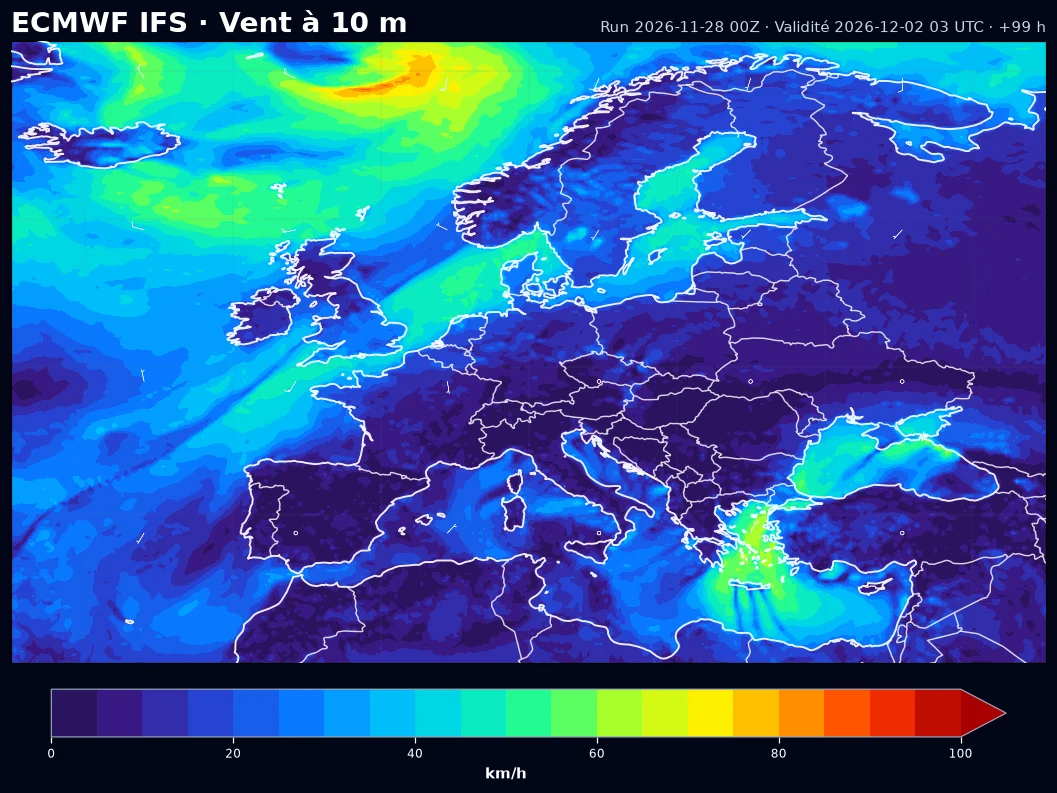 ECMWF IFS · Vent à 10 m
Run 2026-11-28 00Z · Validité 2026-12-02 03 UTC · +99 h
0 20 40 60 80 100
km/h